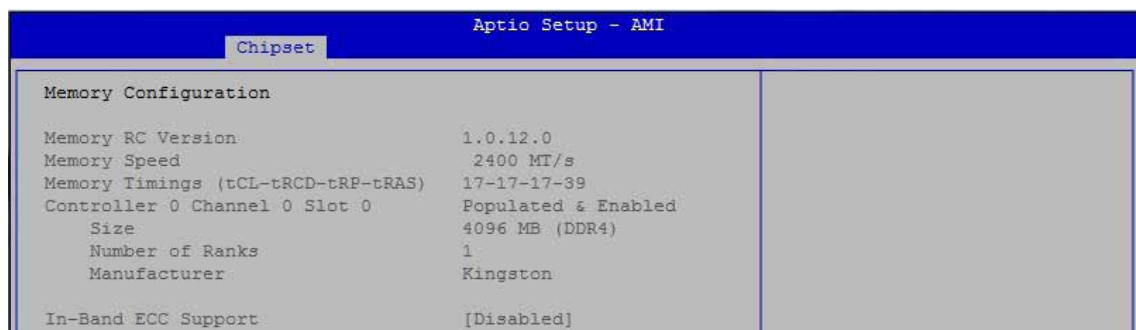 Aptio Setup - AMI
Chipset
Memory Configuration
Memory RC Version 1.0.12.0
Memory Speed 2400 MT/s
Memory Timings (tCL-tRCD-tRP-tRAS) 17-17-17-39
Controller 0 Channel 0 Slot 0 Populated & Enabled
Size 4096 MB (DDR4)
Number of Ranks 1
Manufacturer Kingston
In-Band ECC Support [Disabled]